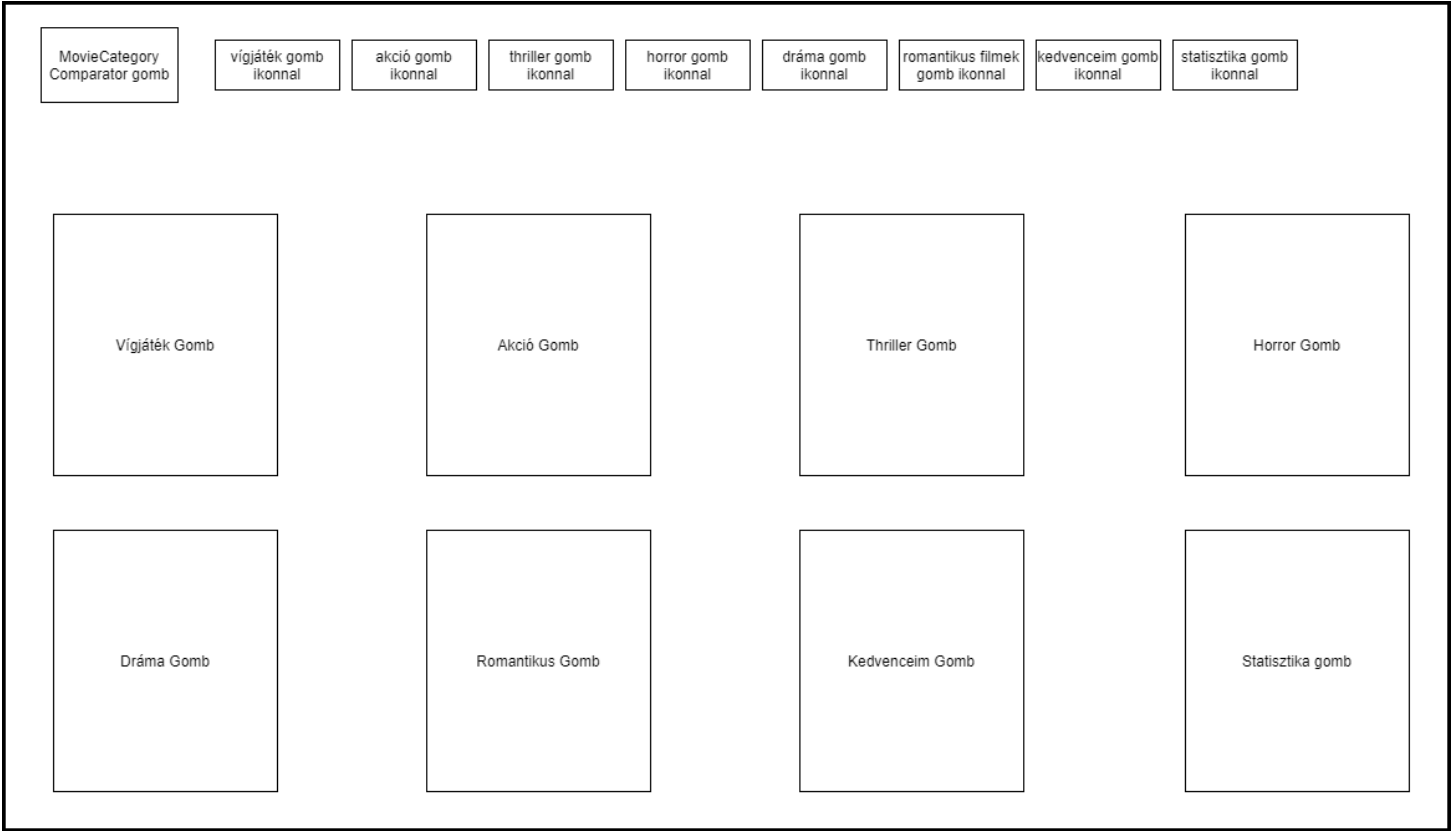 MovieCategory
Comparator gomb
vígjáték gomb
ikonnal
akció gomb
ikonnal
thriller gomb
ikonnal
horror gomb
ikonnal
dráma gomb
ikonnal
romantikus filmek
gomb ikonnal
kedvenceim gomb
ikonnal
statisztika gomb
ikonnal
Vígjáték Gomb
Akció Gomb
Thriller Gomb
Horror Gomb
Dráma Gomb
Romantikus Gomb
Kedvenceim Gomb
Statisztika gomb